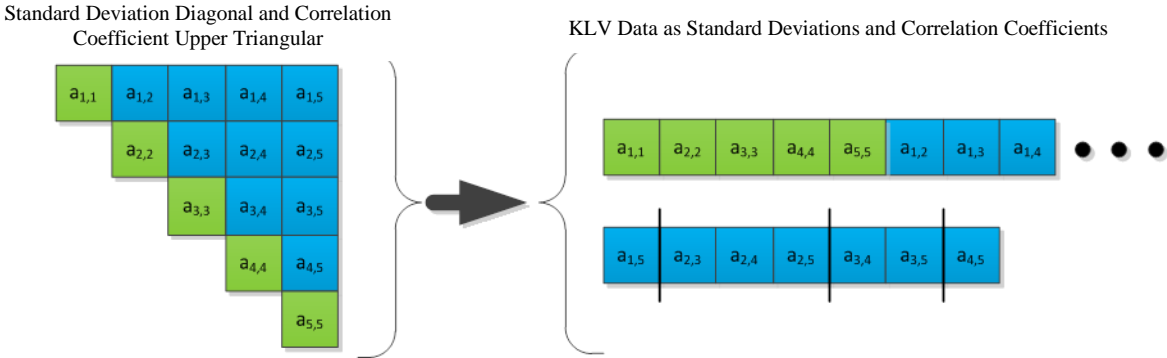 Standard Deviation Diagonal and Correlation
Coefficient Upper Triangular
KLV Data as Standard Deviations and Correlation Coefficients
a1,1 a1,2 a1,3 a1,4 a1,5
a2,2 a2,3 a2,4 a2,5
a3,3 a3,4 a3,5
a4,4 a4,5
a5,5
a1,1 a2,2 a3,3 a4,4 a5,5 a1,2 a1,3 a1,4
a1,5 a2,3 a2,4 a2,5 a3,4 a3,5 a4,5